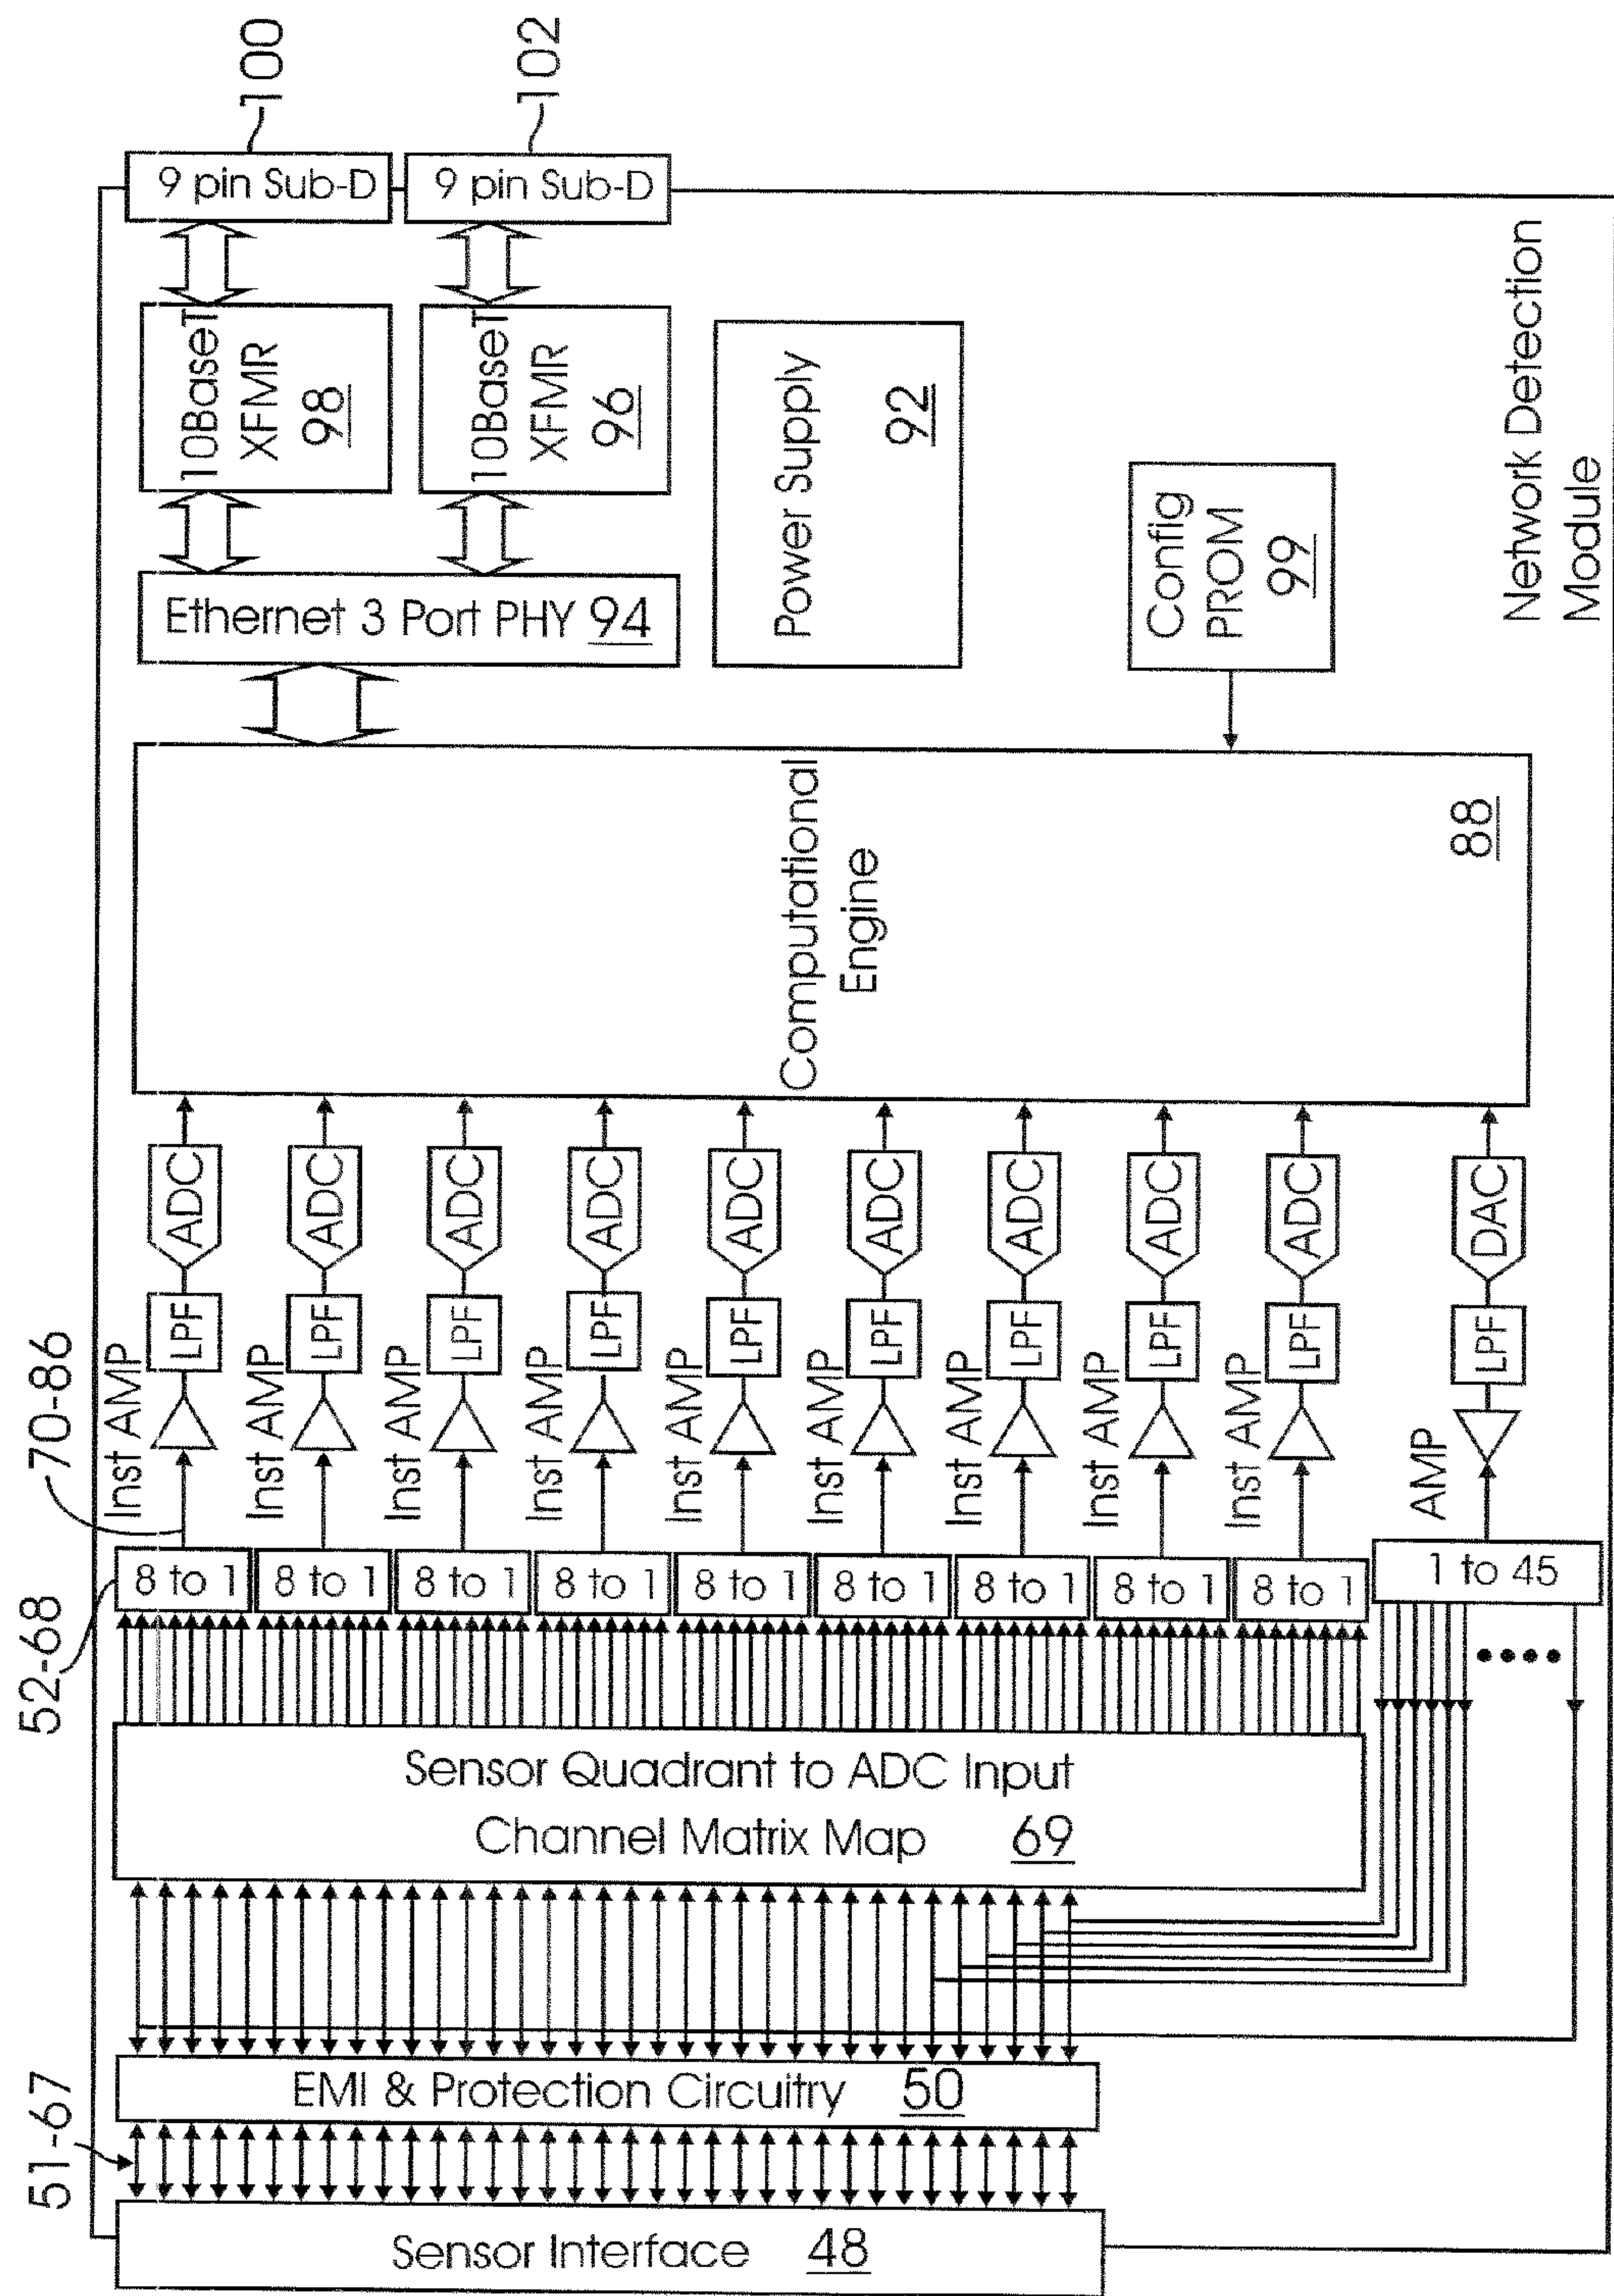 100
102
9 pin Sub-D
9 pin Sub-D
10BaseT
XFMR
98
10BaseT
XFMR
96
Power Supply
92
Ethernet 3 Port PHY 94
Config
PROM
99
Network Detection
Module
Computational
Engine
88
ADC
ADC
ADC
ADC
ADC
ADC
ADC
ADC
ADC
DAC
LPF
LPF
LPF
LPF
LPF
LPF
LPF
LPF
LPF
LPF
70-86
Inst AMP
Inst AMP
Inst AMP
Inst AMP
Inst AMP
Inst AMP
Inst AMP
Inst AMP
Inst AMP
AMP
52-68
8 to 1
8 to 1
8 to 1
8 to 1
8 to 1
8 to 1
8 to 1
8 to 1
8 to 1
1 to 45
Sensor Quadrant to ADC Input
Channel Matrix Map 69
51-67
EMI & Protection Circuitry 50
Sensor Interface 48